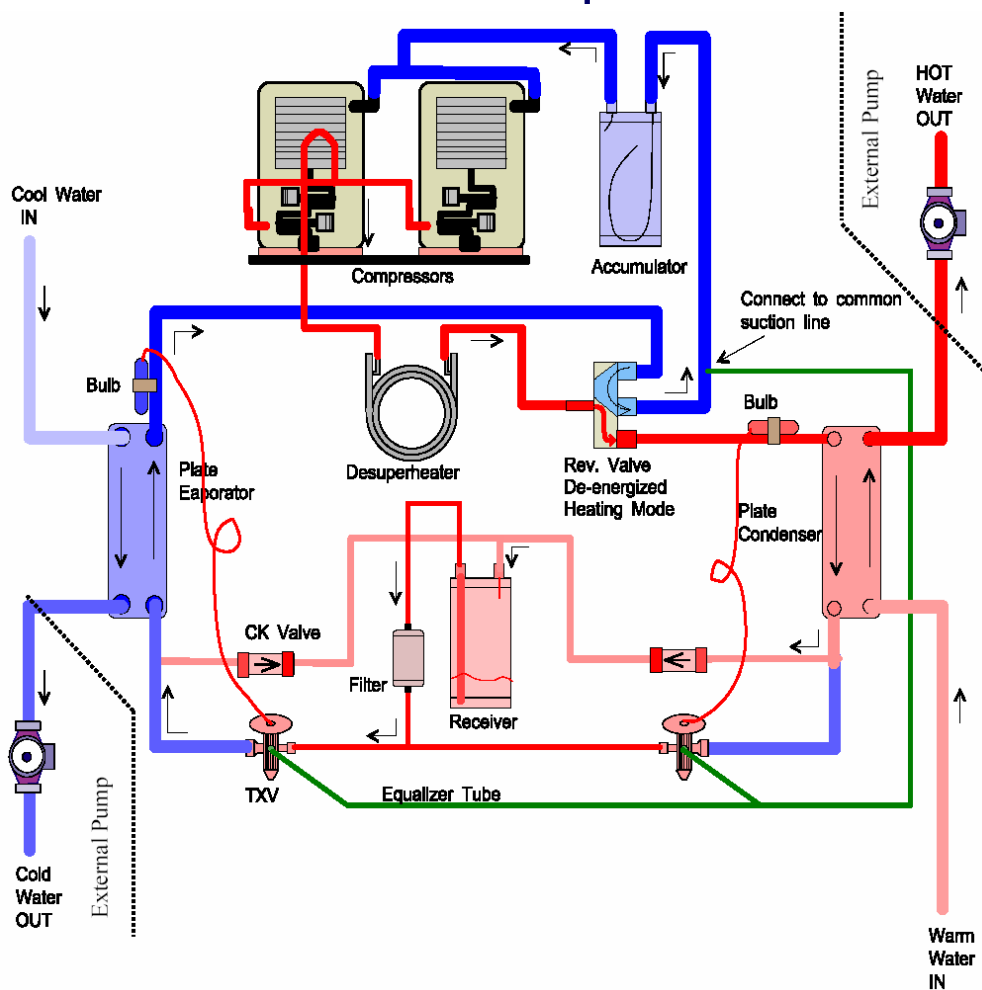 HOT
Water
OUT
External Pump
Cool Water
IN
Compressors
Accumulator
Connect to common
suction line
Bulb
Bulb
Plate
Eaporator
Desuperheater
Rev. Valve
De-energized
Heating Mode
Plate
Condenser
CK Valve
Filter
Receiver
TXV
Equalizer Tube
External Pump
Cold
Water
OUT
Warm
Water
IN